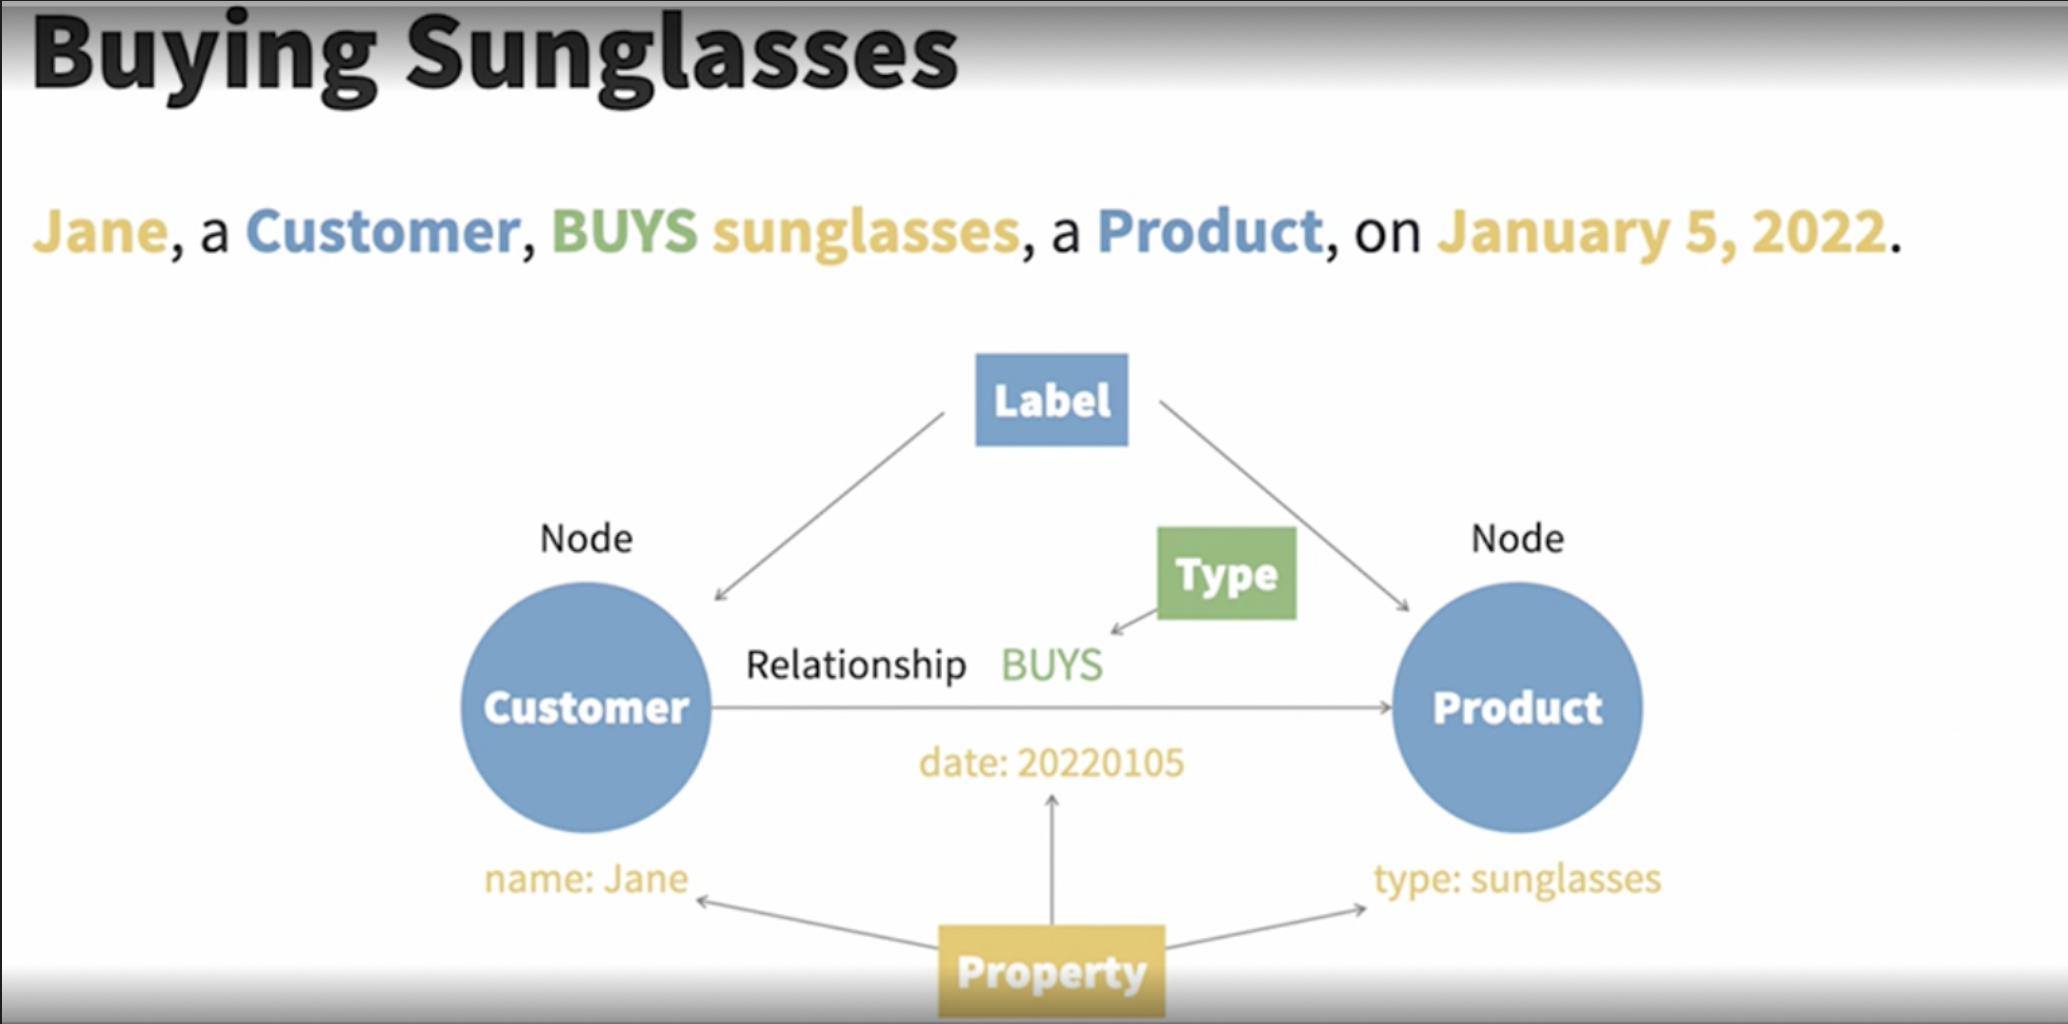 Buying Sunglasses
Jane, a Customer, BUYS sunglasses, a Product, on January 5, 2022.
Label
Node
Node
Type
Relationship BUYS
Customer
Product
date: 20220105
name: Jane
type: sunglasses
Property